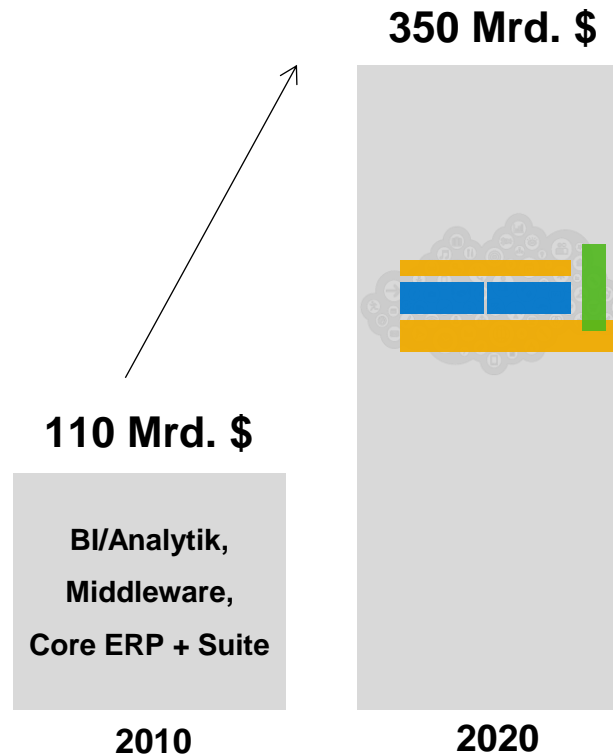 350 Mrd. $
110 Mrd. $
BI/Analytik,
Middleware,
Core ERP + Suite
2010
2020